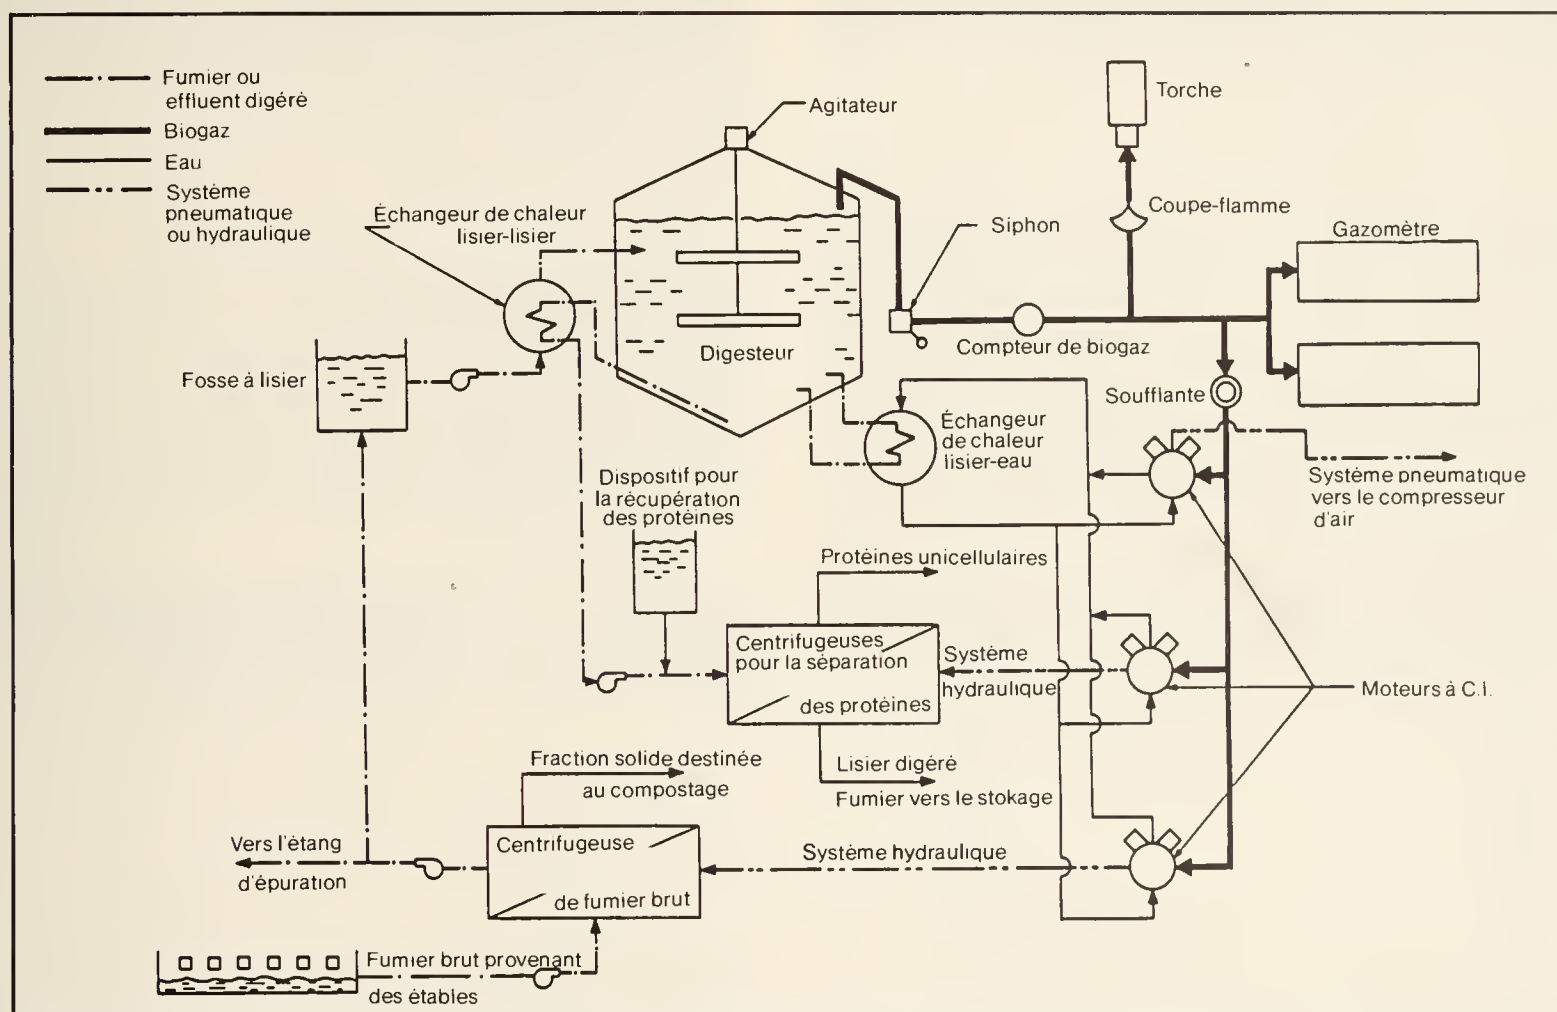 Fumier ou
effluent digéré
Biogaz
Eau
Système
pneumatique
ou hydraulique
Agitateur
Torche
Coupe-flamme
Échangeur de chaleur
lisier-lisier
Siphon
Gazomètre
Digesteur
Compteur de biogaz
Fosse à lisier
Soufflante
Échangeur
de chaleur
lisier-eau
Système pneumatique
vers le compresseur
d'air
Dispositif pour
la récupération
des protéines
Protéines unicellulaires
Centrifugeuses
pour la séparation
des protéines
Système
hydraulique
Moteurs à C.I.
Lisier digéré
Fumier vers le stokage
Fraction solide destinée
au compostage
Vers l'étang
d'épuration
Centrifugeuse
de fumier brut
Système hydraulique
Fumier brut provenant
des étables